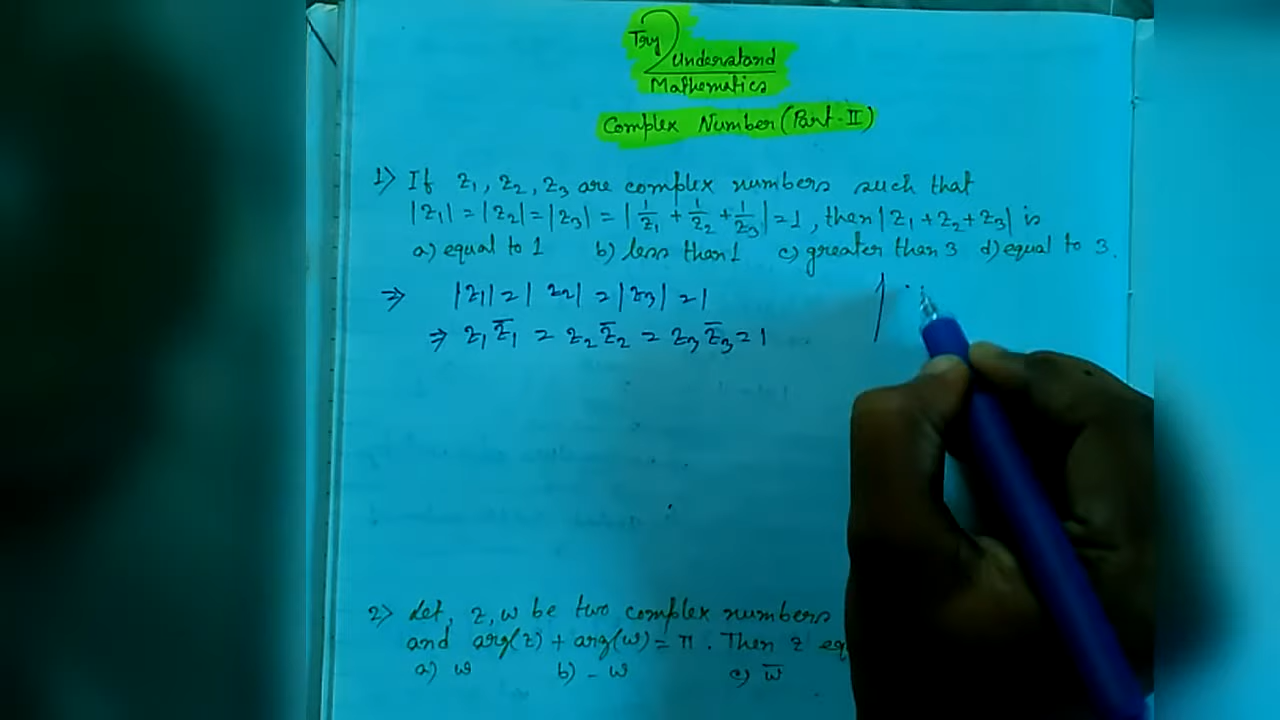 Try 2
Understand
Mathematics
Complex Number (Part-II)
1) If z₁, z₂, z₃ are complex numbers such that
|z₁| = |z₂| = |z₃| = |1/z₁ + 1/z₂ + 1/z₃| = 1, then |z₁ + z₂ + z₃| is
a) equal to 1 b) less than 1 c) greater than 3 d) equal to 3.
⇒ |z₁| = |z₂| = |z₃| = 1
⇒ z₁z̅₁ = z₂z̅₂ = z₃z̅₃ = 1
2) Let, z, w be two complex numbers
and arg(z) + arg(w) = π. Then z
a) w b) - w c) w̅